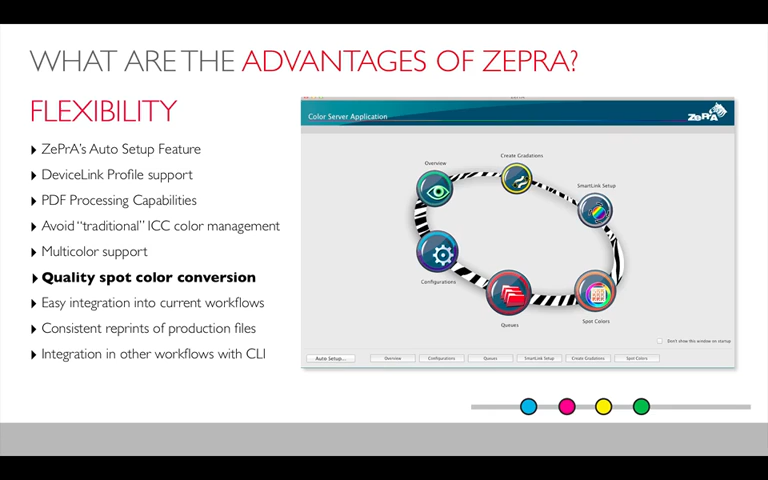 WHAT ARE THE ADVANTAGES OF ZEPRA?
FLEXIBILITY
ZePrA's Auto Setup Feature
DeviceLink Profile support
PDF Processing Capabilities
Avoid "traditional" ICC color management
Multicolor support
Quality spot color conversion
Easy integration into current workflows
Consistent reprints of production files
Integration in other workflows with CLI
Color Server Application
ZePrA
Overview
Create Gradations
SmartLink Setup
Configurations
Queues
Spot Colors
Don't show this window on startup
Auto Setup... Overview Configurations Queues SmartLink Setup Create Gradations Spot Colors